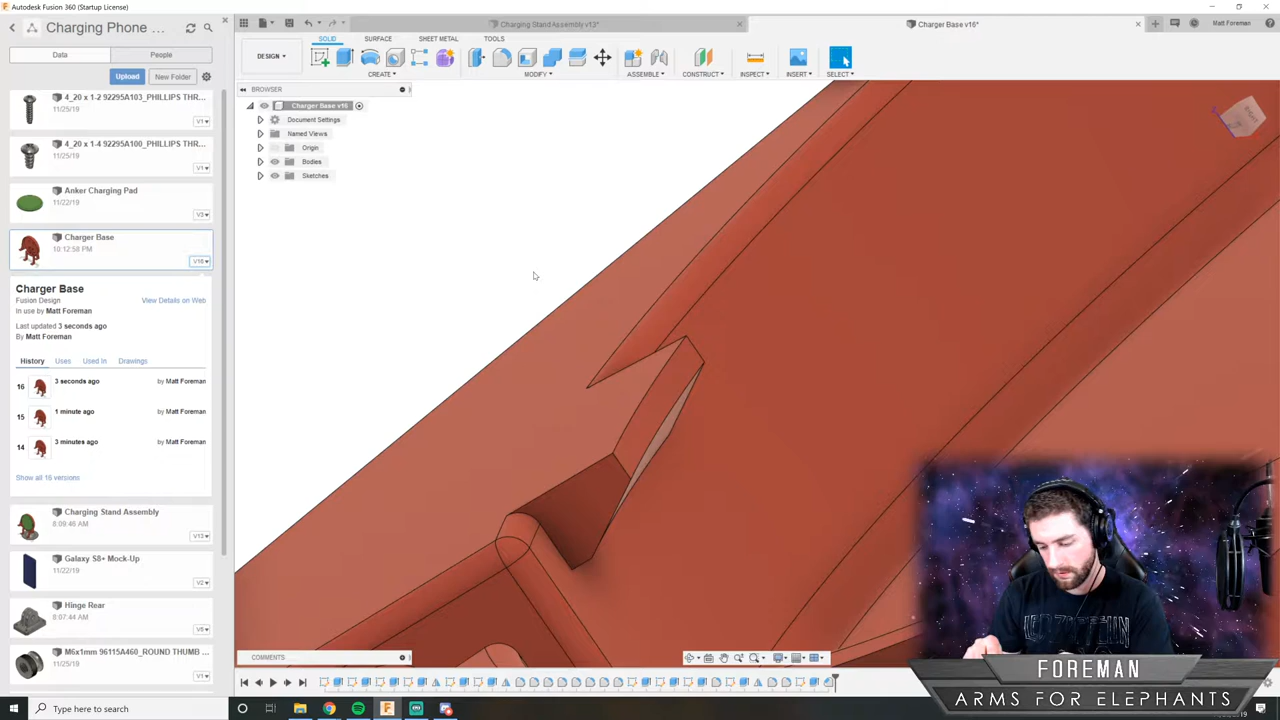 Autodesk Fusion 360 (Startup License)
Charging Phone ...
Charging Stand Assembly v13*
Charger Base v16*
Matt Foreman
Data
People
Upload
New Folder
DESIGN
SOLID
SURFACE
SHEET METAL
TOOLS
CREATE
MODIFY
ASSEMBLE
CONSTRUCT
INSPECT
INSERT
SELECT
BROWSER
Charger Base v16
Document Settings
Named Views
Origin
Bodies
Sketches
4_20 x 1-2 92295A103_PHILLIPS THR...
11/25/19
V1
4_20 x 1-4 92295A100_PHILLIPS THR...
11/25/19
V1
Anker Charging Pad
11/22/19
V3
Charger Base
10:12:58 PM
V16
Charger Base
Fusion Design
View Details on Web
In use by Matt Foreman
Last updated 3 seconds ago
By Matt Foreman
History
Uses
Used In
Drawings
16
3 seconds ago
by Matt Foreman
15
1 minute ago
by Matt Foreman
14
3 minutes ago
by Matt Foreman
Show all 16 versions
Charging Stand Assembly
8:09:46 AM
V13
Galaxy S8+ Mock-Up
11/22/19
V2
Hinge Rear
8:07:44 AM
M6x1mm 96115A460_ROUND THUMB ...
11/25/19
V1
COMMENTS
Type here to search
FOREMAN
ARMS FOR ELEPHANTS